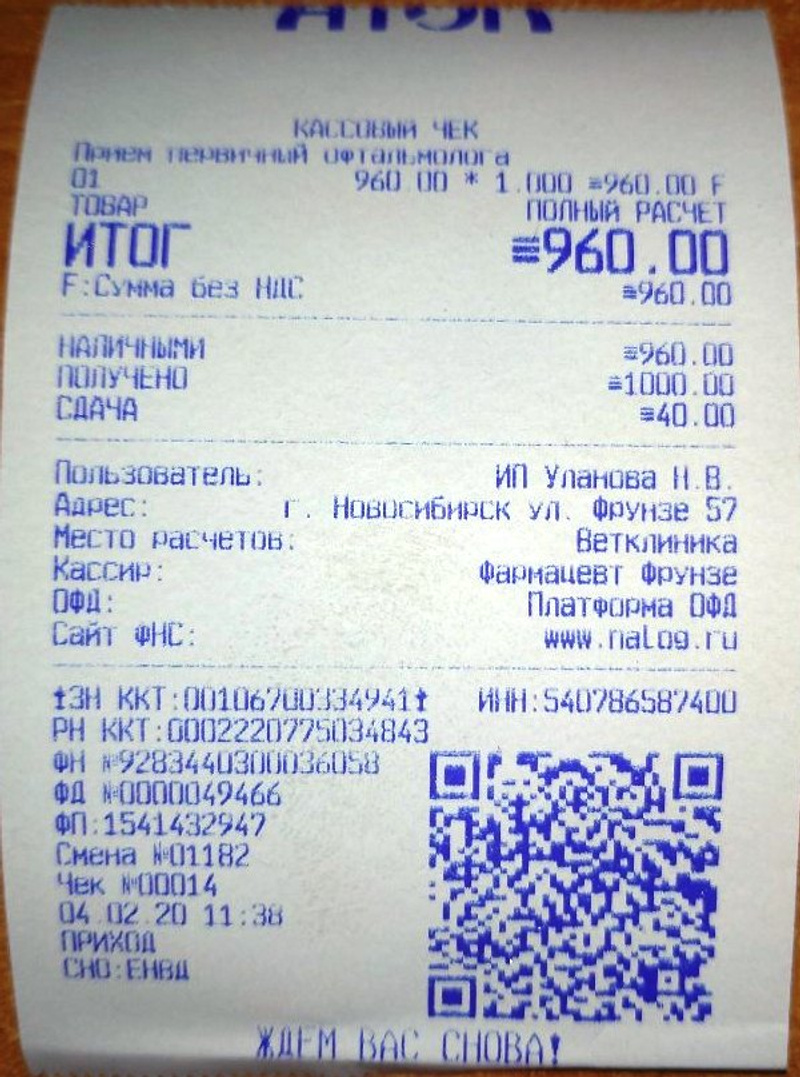 АТОЛ
КАССОВЫЙ ЧЕК
Прием первичный офтальмолога
01 960.00 * 1.000 ≡960.00 F
ТОВАР ПОЛНЫЙ РАСЧЕТ
ИТОГ ≡960.00
F:Сумма без НДС ≡960.00
НАЛИЧНЫМИ ≡960.00
ПОЛУЧЕНО ≡1000.00
СДАЧА ≡40.00
Пользователь: ИП Уланова Н.В.
Адрес: г. Новосибирск ул. Фрунзе 57
Место расчетов: Ветклиника
Кассир: Фармацевт Фрунзе
ОФД: Платформа ОФД
Сайт ФНС: www.nalog.ru
ЗН ККТ:00106700334941 ИНН:540786587400
РН ККТ:0002220775034843
ФН №9283440300036058
ФД №0000049466
ФП:1541432947
Смена №01182
Чек №00014
04.02.20 11:38
ПРИХОД
СНО:ЕНВД
ЖДЕМ ВАС СНОВА!